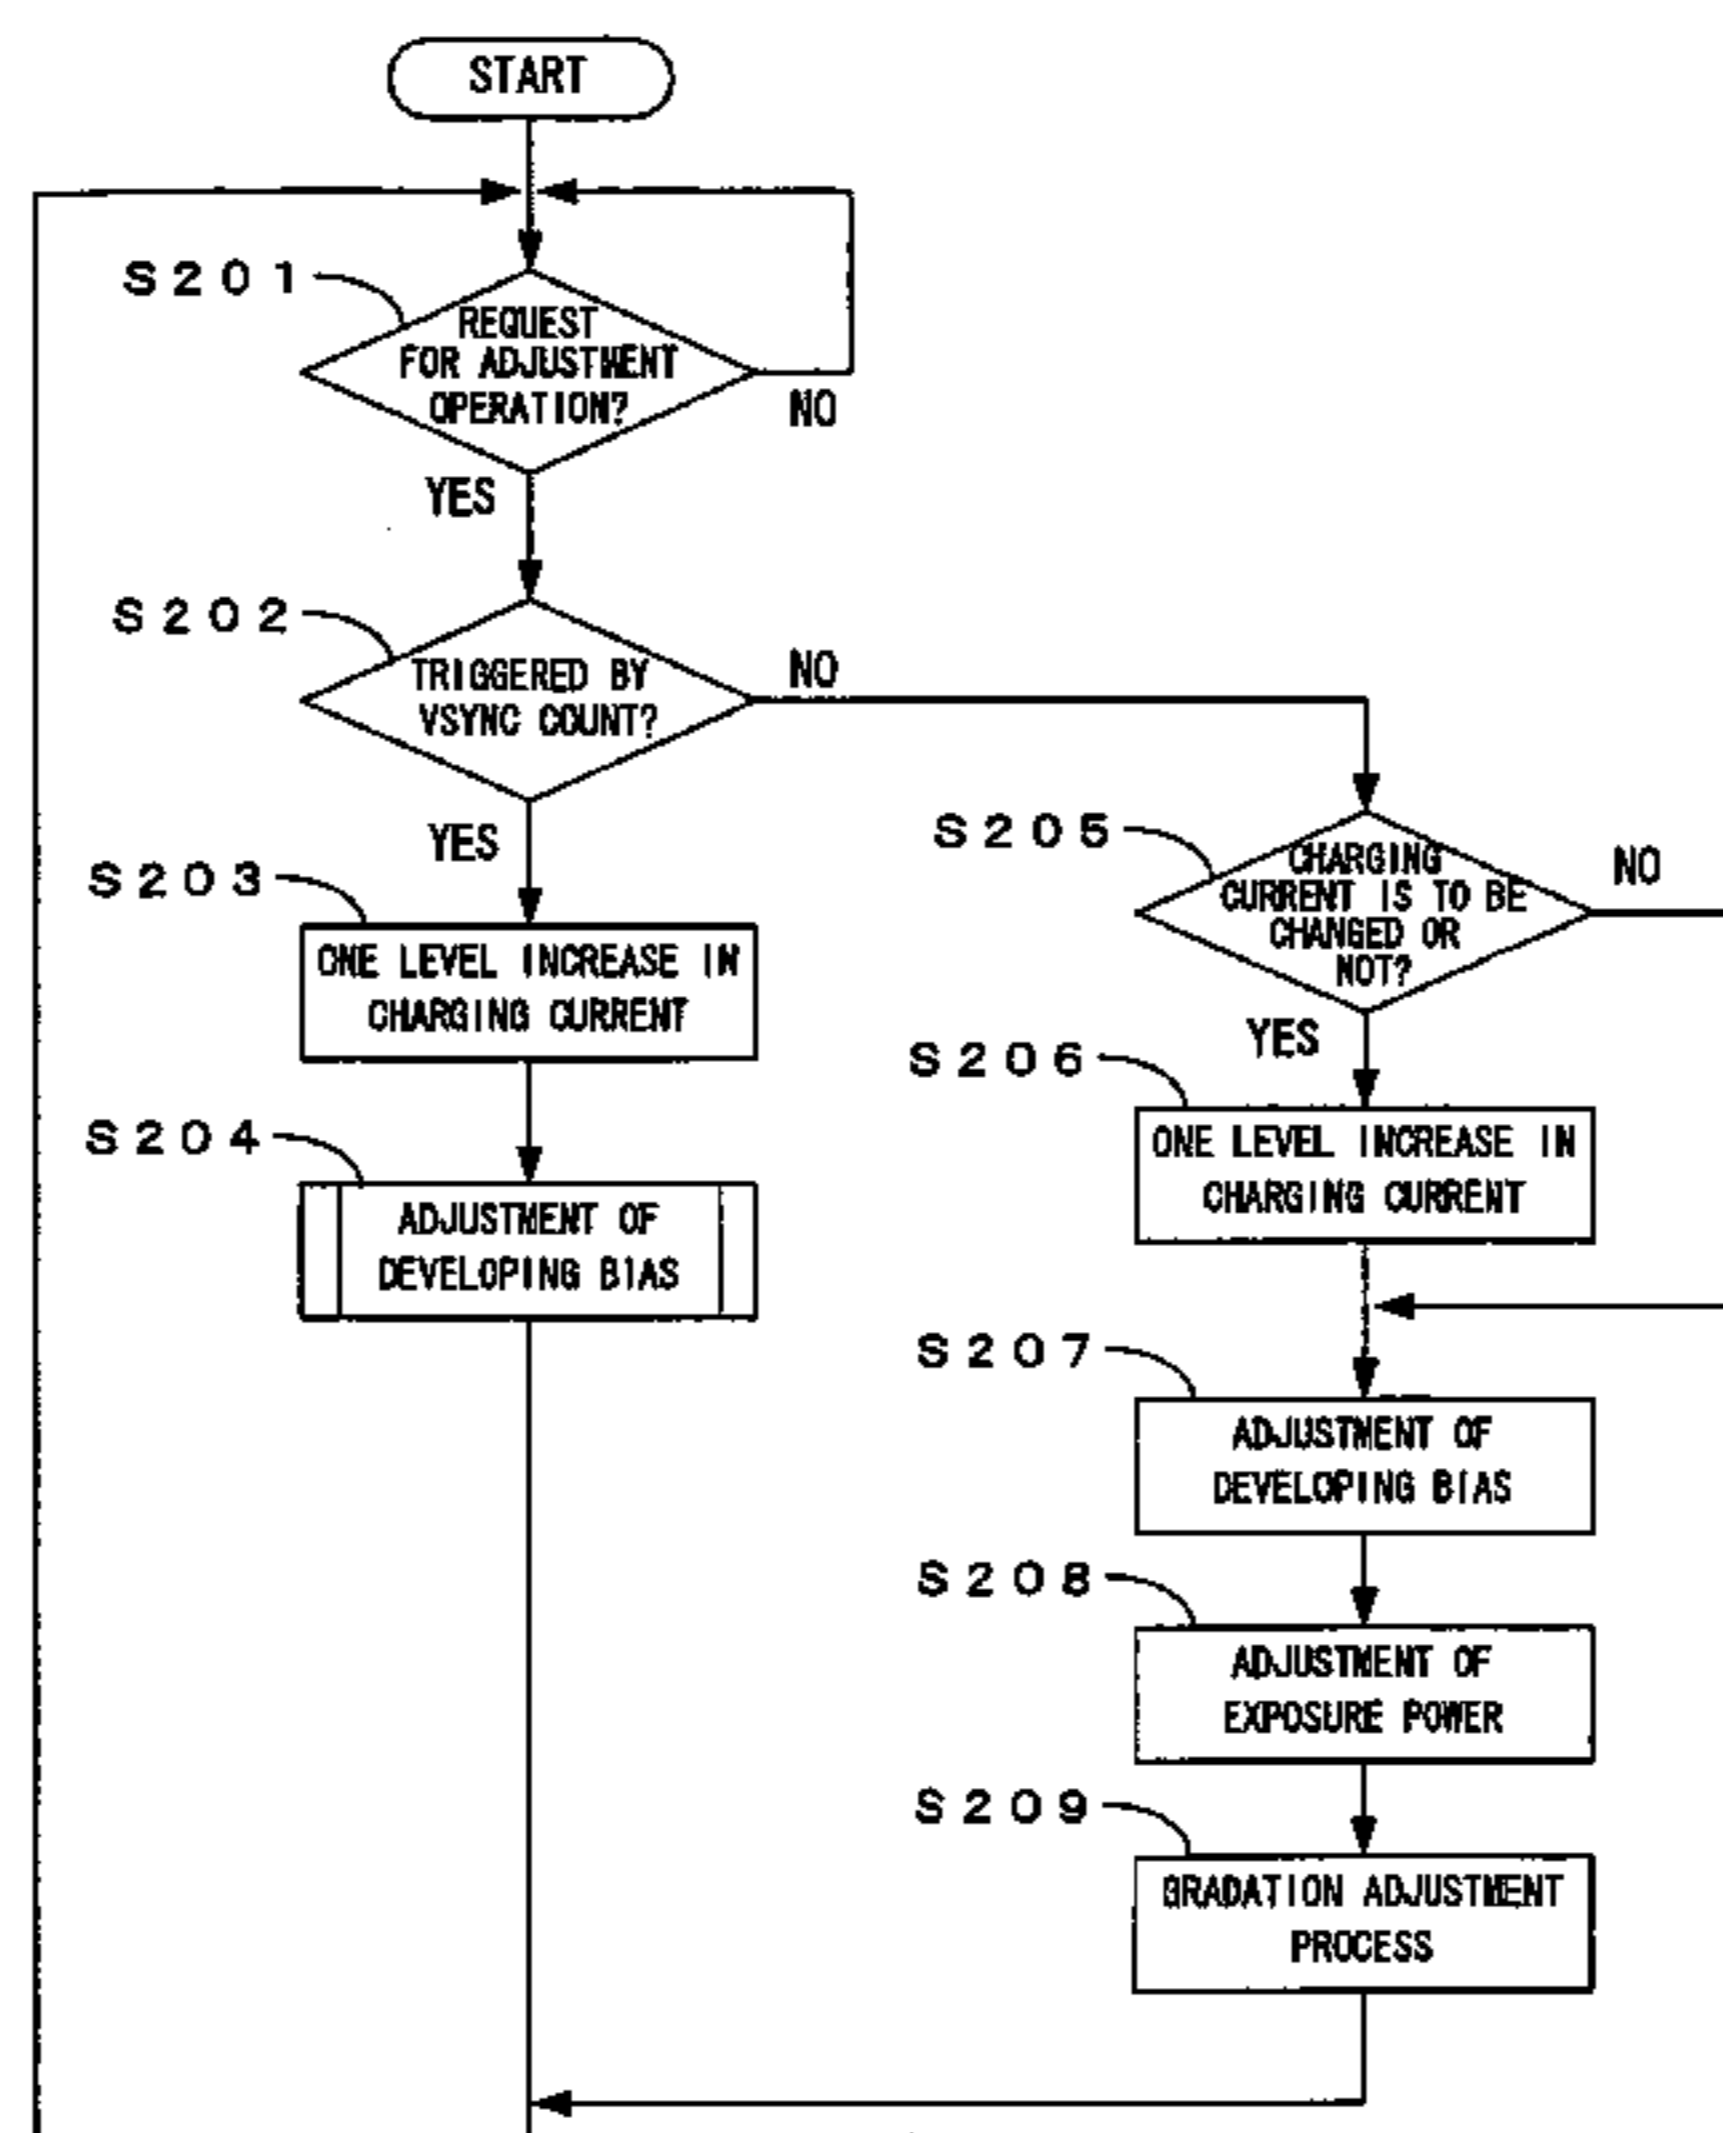 START
S201
REQUEST
FOR ADJUSTMENT
OPERATION?
NO
YES
S202
TRIGGERED BY
VSYNC COUNT?
NO
YES
S203
ONE LEVEL INCREASE IN
CHARGING CURRENT
S204
ADJUSTMENT OF
DEVELOPING BIAS
S205
CHARGING
CURRENT IS TO BE
CHANGED OR
NOT?
NO
YES
S206
ONE LEVEL INCREASE IN
CHARGING CURRENT
S207
ADJUSTMENT OF
DEVELOPING BIAS
S208
ADJUSTMENT OF
EXPOSURE POWER
S209
GRADATION ADJUSTMENT
PROCESS